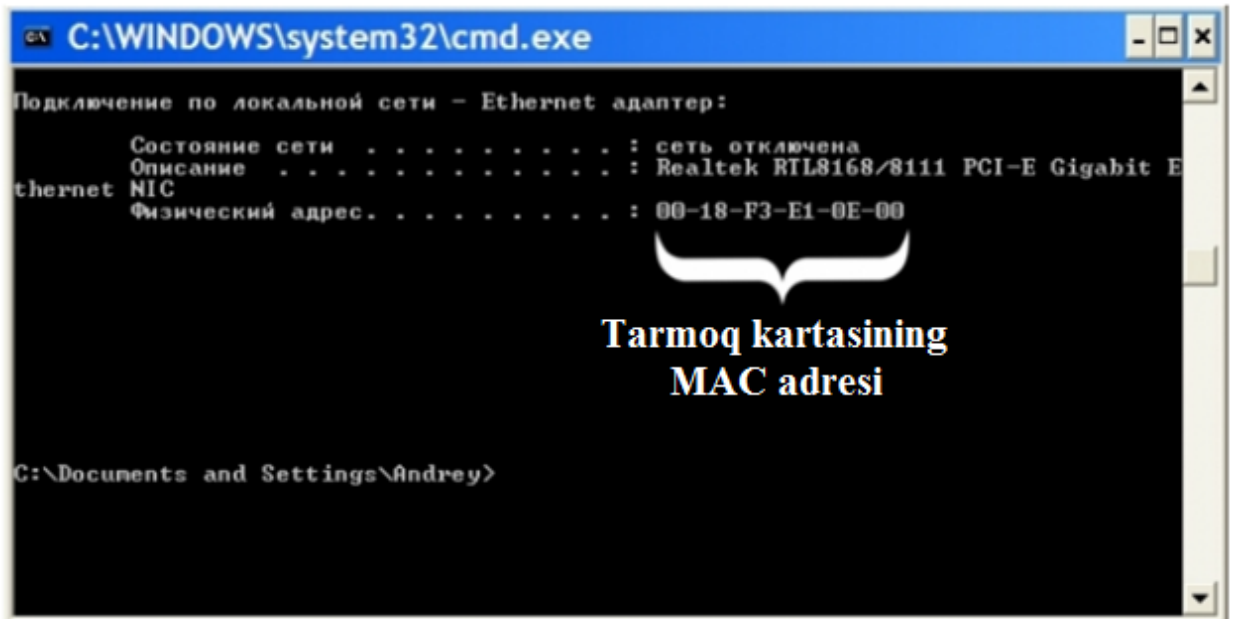 C:\WINDOWS\system32\cmd.exe
Подключение по локальной сети - Ethernet адаптер:
Состояние сети . . . . . . . . . : сеть отключена
Описание . . . . . . . . . . . . : Realtek RTL8168/8111 PCI-E Gigabit E
thernet NIC
Физический адрес. . . . . . . . . : 00-18-F3-E1-0E-00
Tarmoq kartasining
MAC adresi
C:\Documents and Settings\Andrey>